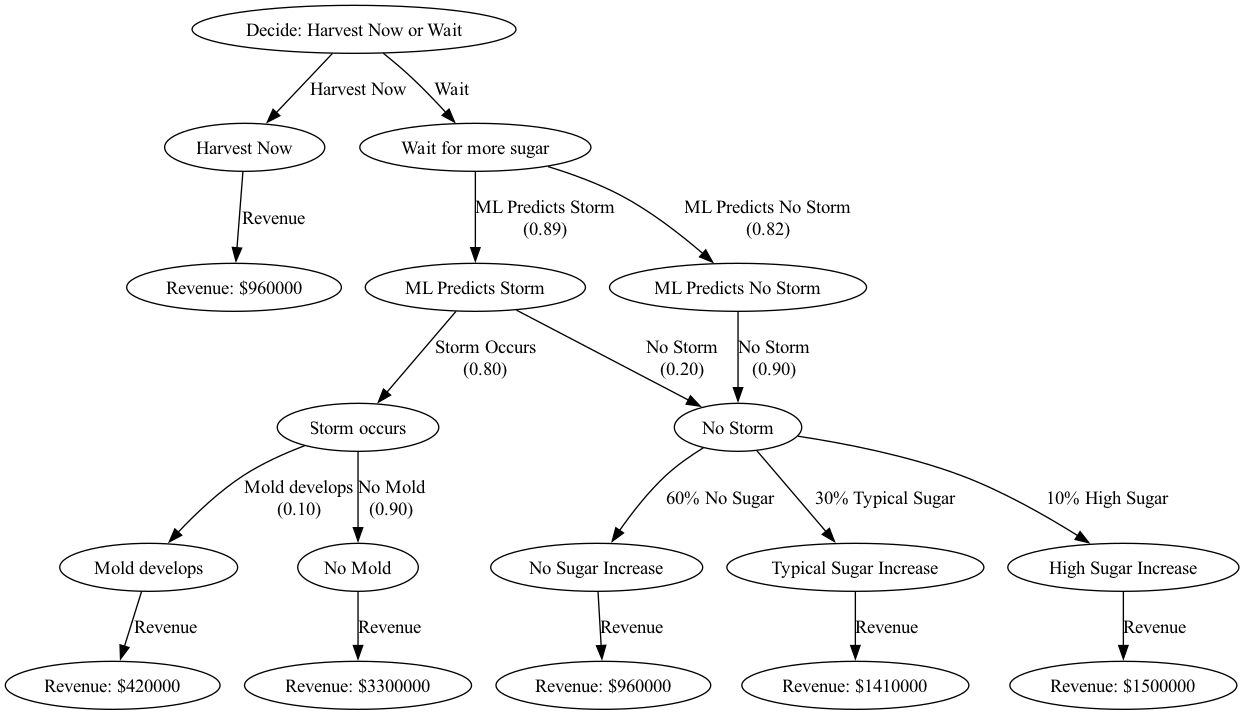 Decide: Harvest Now or Wait
Harvest Now
Wait
Harvest Now
Wait for more sugar
Revenue
ML Predicts Storm
(0.89)
ML Predicts No Storm
(0.82)
Revenue: $960000
ML Predicts Storm
ML Predicts No Storm
Storm Occurs
(0.80)
No Storm
(0.20)
No Storm
(0.90)
Storm occurs
No Storm
Mold develops
(0.10)
No Mold
(0.90)
60% No Sugar
30% Typical Sugar
10% High Sugar
Mold develops
No Mold
No Sugar Increase
Typical Sugar Increase
High Sugar Increase
Revenue
Revenue
Revenue
Revenue
Revenue
Revenue: $420000
Revenue: $3300000
Revenue: $960000
Revenue: $1410000
Revenue: $1500000